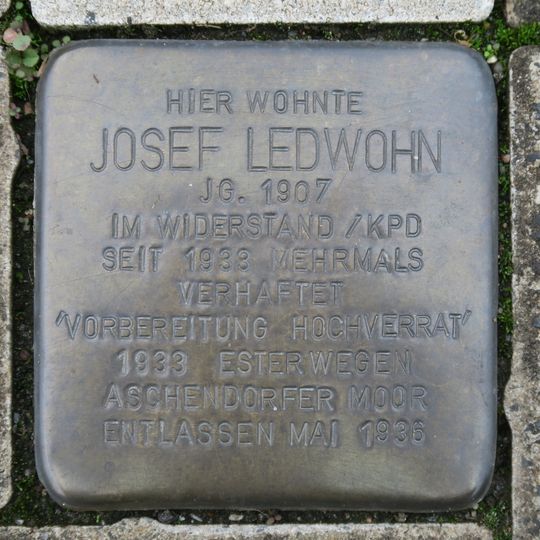 HIER WOHNTE
JOSEF LEDWOHN
JG. 1907
IM WIDERSTAND / KPD
SEIT 1933 MEHRMALS
VERHAFTET
'VORBEREITUNG HOCHVERRAT'
1933 ESTERWEGEN
ASCHENDORFER MOOR
ENTLASSEN MAI 1936